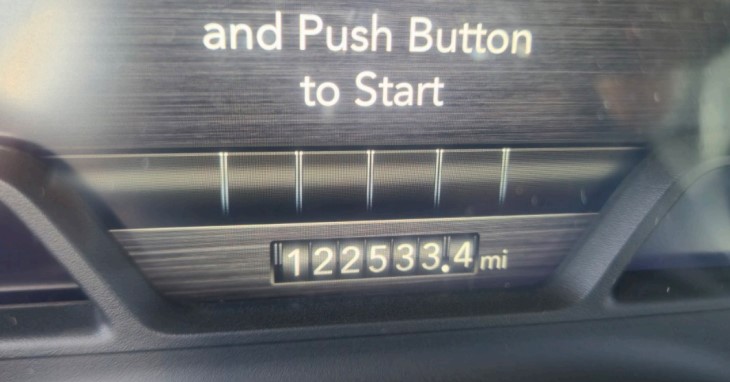 and Push Button
to Start
122533.4 mi